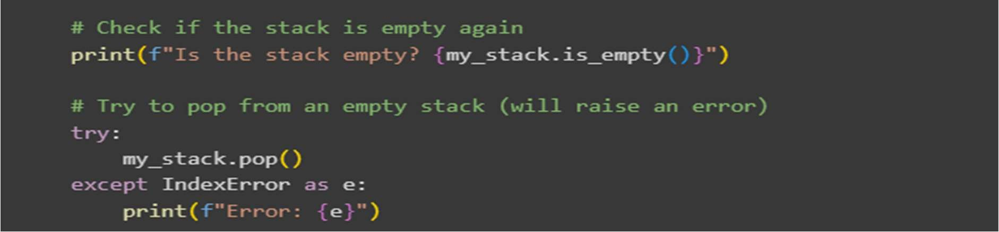 # Check if the stack is empty again
print(f"Is the stack empty? {my_stack.is_empty()}")
# Try to pop from an empty stack (will raise an error)
try:
    my_stack.pop()
except IndexError as e:
    print(f"Error: {e}")